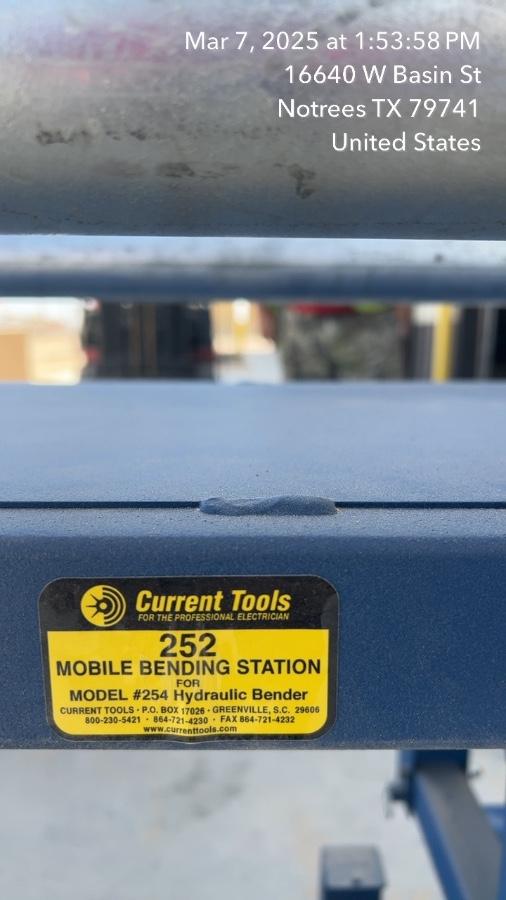 Mar 7, 2025 at 1:53:58 PM
16640 W Basin St
Notrees TX 79741
United States
Current Tools
FOR THE PROFESSIONAL ELECTRICIAN
252
MOBILE BENDING STATION
FOR
MODEL #254 Hydraulic Bender
CURRENT TOOLS · P.O. BOX 17026 · GREENVILLE, S.C. 29606
800-230-5421 · 864-721-4230 · FAX 864-721-4232
www.currenttools.com